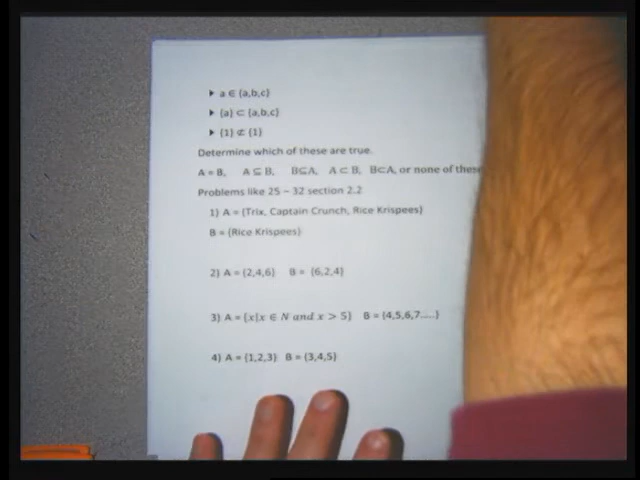 ▸ a ∈ {a,b,c}
▸ {a} ⊂ {a,b,c}
▸ {1} ⊄ {1}
Determine which of these are true.
A = B, A ⊆ B, B⊆A, A ⊂ B, B⊂A, or none of these
Problems like 25 – 32 section 2.2
1) A = {Trix, Captain Crunch, Rice Krispees}
B = {Rice Krispees}
2) A = {2,4,6} B = {6,2,4}
3) A = {x|x ∈ N and x > 5} B = {4,5,6,7....}
4) A = {1,2,3} B = {3,4,5}